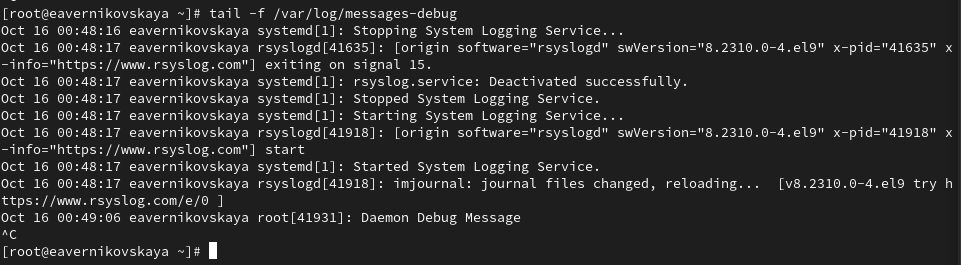 [root@eavernikovskaya ~]# tail -f /var/log/messages-debug
Oct 16 00:48:16 eavernikovskaya systemd[1]: Stopping System Logging Service...
Oct 16 00:48:17 eavernikovskaya rsyslogd[41635]: [origin software="rsyslogd" swVersion="8.2310.0-4.el9" x-pid="41635" x
-info="https://www.rsyslog.com"] exiting on signal 15.
Oct 16 00:48:17 eavernikovskaya systemd[1]: rsyslog.service: Deactivated successfully.
Oct 16 00:48:17 eavernikovskaya systemd[1]: Stopped System Logging Service.
Oct 16 00:48:17 eavernikovskaya systemd[1]: Starting System Logging Service...
Oct 16 00:48:17 eavernikovskaya rsyslogd[41918]: [origin software="rsyslogd" swVersion="8.2310.0-4.el9" x-pid="41918" x
-info="https://www.rsyslog.com"] start
Oct 16 00:48:17 eavernikovskaya systemd[1]: Started System Logging Service.
Oct 16 00:48:17 eavernikovskaya rsyslogd[41918]: imjournal: journal files changed, reloading...  [v8.2310.0-4.el9 try h
ttps://www.rsyslog.com/e/0 ]
Oct 16 00:49:06 eavernikovskaya root[41931]: Daemon Debug Message
^C
[root@eavernikovskaya ~]#